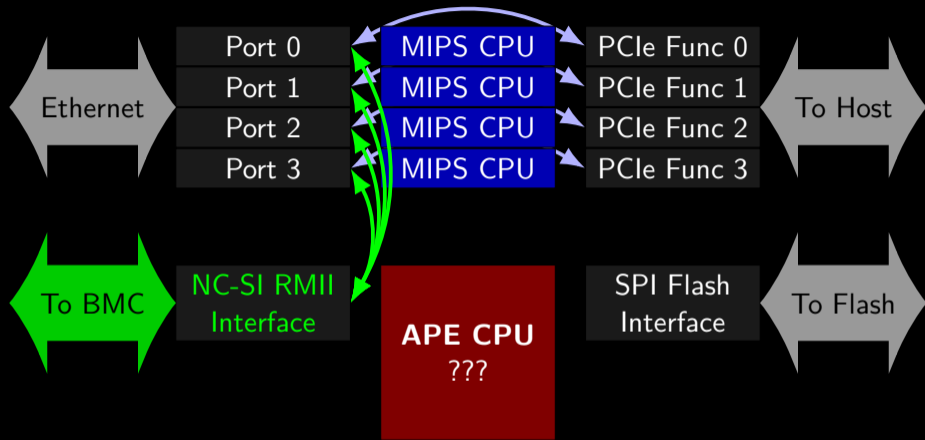 Ethernet
Port 0
Port 1
Port 2
Port 3
MIPS CPU
MIPS CPU
MIPS CPU
MIPS CPU
PCIe Func 0
PCIe Func 1
PCIe Func 2
PCIe Func 3
To Host
To BMC
NC-SI RMII
Interface
APE CPU
???
SPI Flash
Interface
To Flash